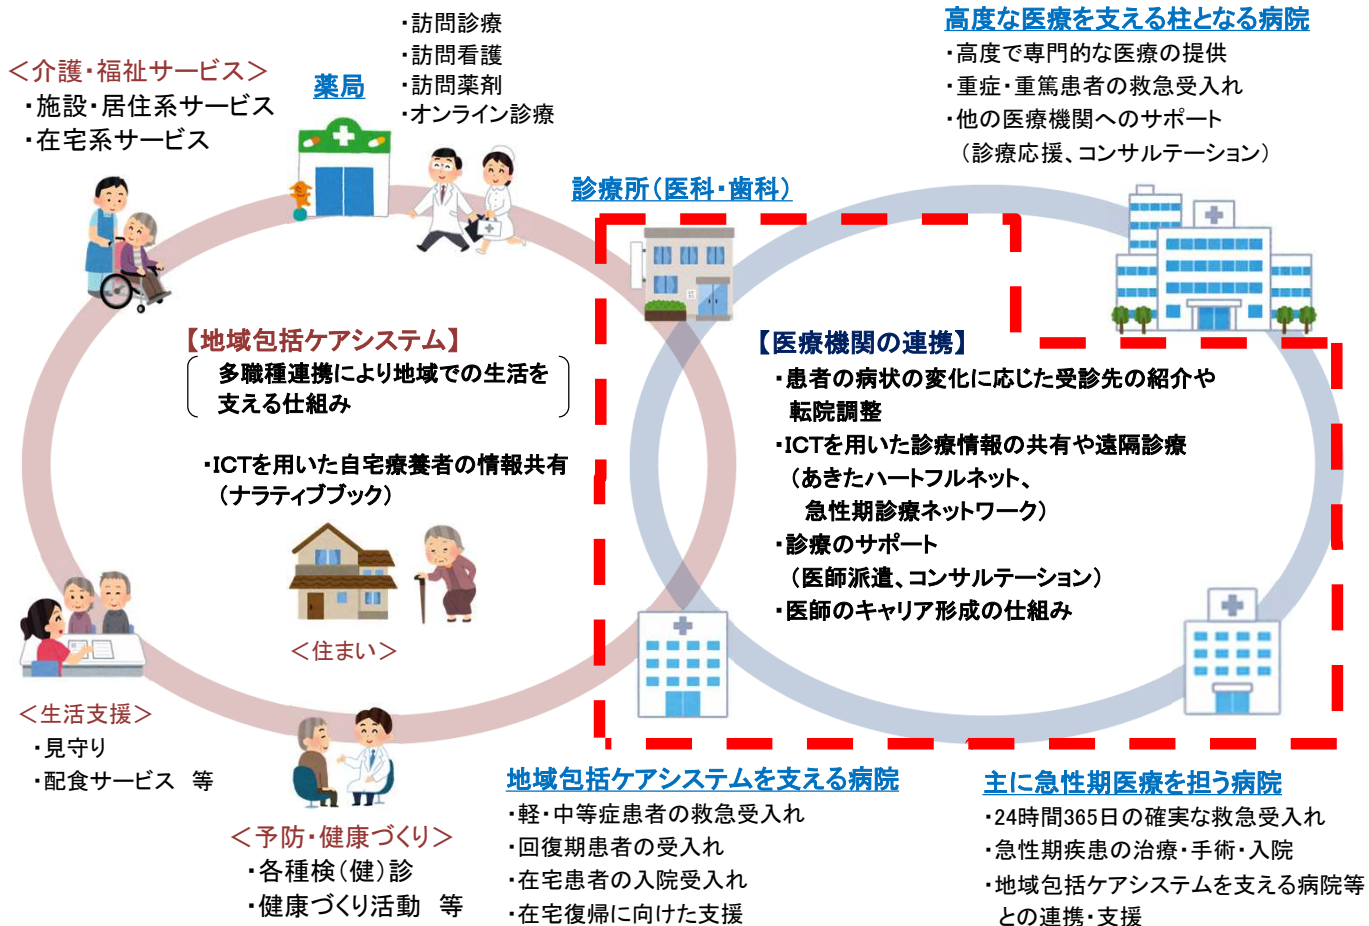 ＜介護・福祉サービス＞
・施設・居住系サービス
・在宅系サービス
薬局
・訪問診療
・訪問看護
・訪問薬剤
・オンライン診療
診療所（医科・歯科）
高度な医療を支える柱となる病院
・高度で専門的な医療の提供
・重症・重篤患者の救急受入れ
・他の医療機関へのサポート
（診療応援、コンサルテーション）
【地域包括ケアシステム】
多職種連携により地域での生活を
支える仕組み
・ICTを用いた自宅療養者の情報共有
（ナラティブブック）
＜住まい＞
【医療機関の連携】
・患者の病状の変化に応じた受診先の紹介や
転院調整
・ICTを用いた診療情報の共有や遠隔診療
（あきたハートフルネット、
急性期診療ネットワーク）
・診療のサポート
（医師派遣、コンサルテーション）
・医師のキャリア形成の仕組み
＜生活支援＞
・見守り
・配食サービス　等
＜予防・健康づくり＞
・各種検（健）診
・健康づくり活動　等
地域包括ケアシステムを支える病院
・軽・中等症患者の救急受入れ
・回復期患者の受入れ
・在宅患者の入院受入れ
・在宅復帰に向けた支援
主に急性期医療を担う病院
・24時間365日の確実な救急受入れ
・急性期疾患の治療・手術・入院
・地域包括ケアシステムを支える病院等
との連携・支援